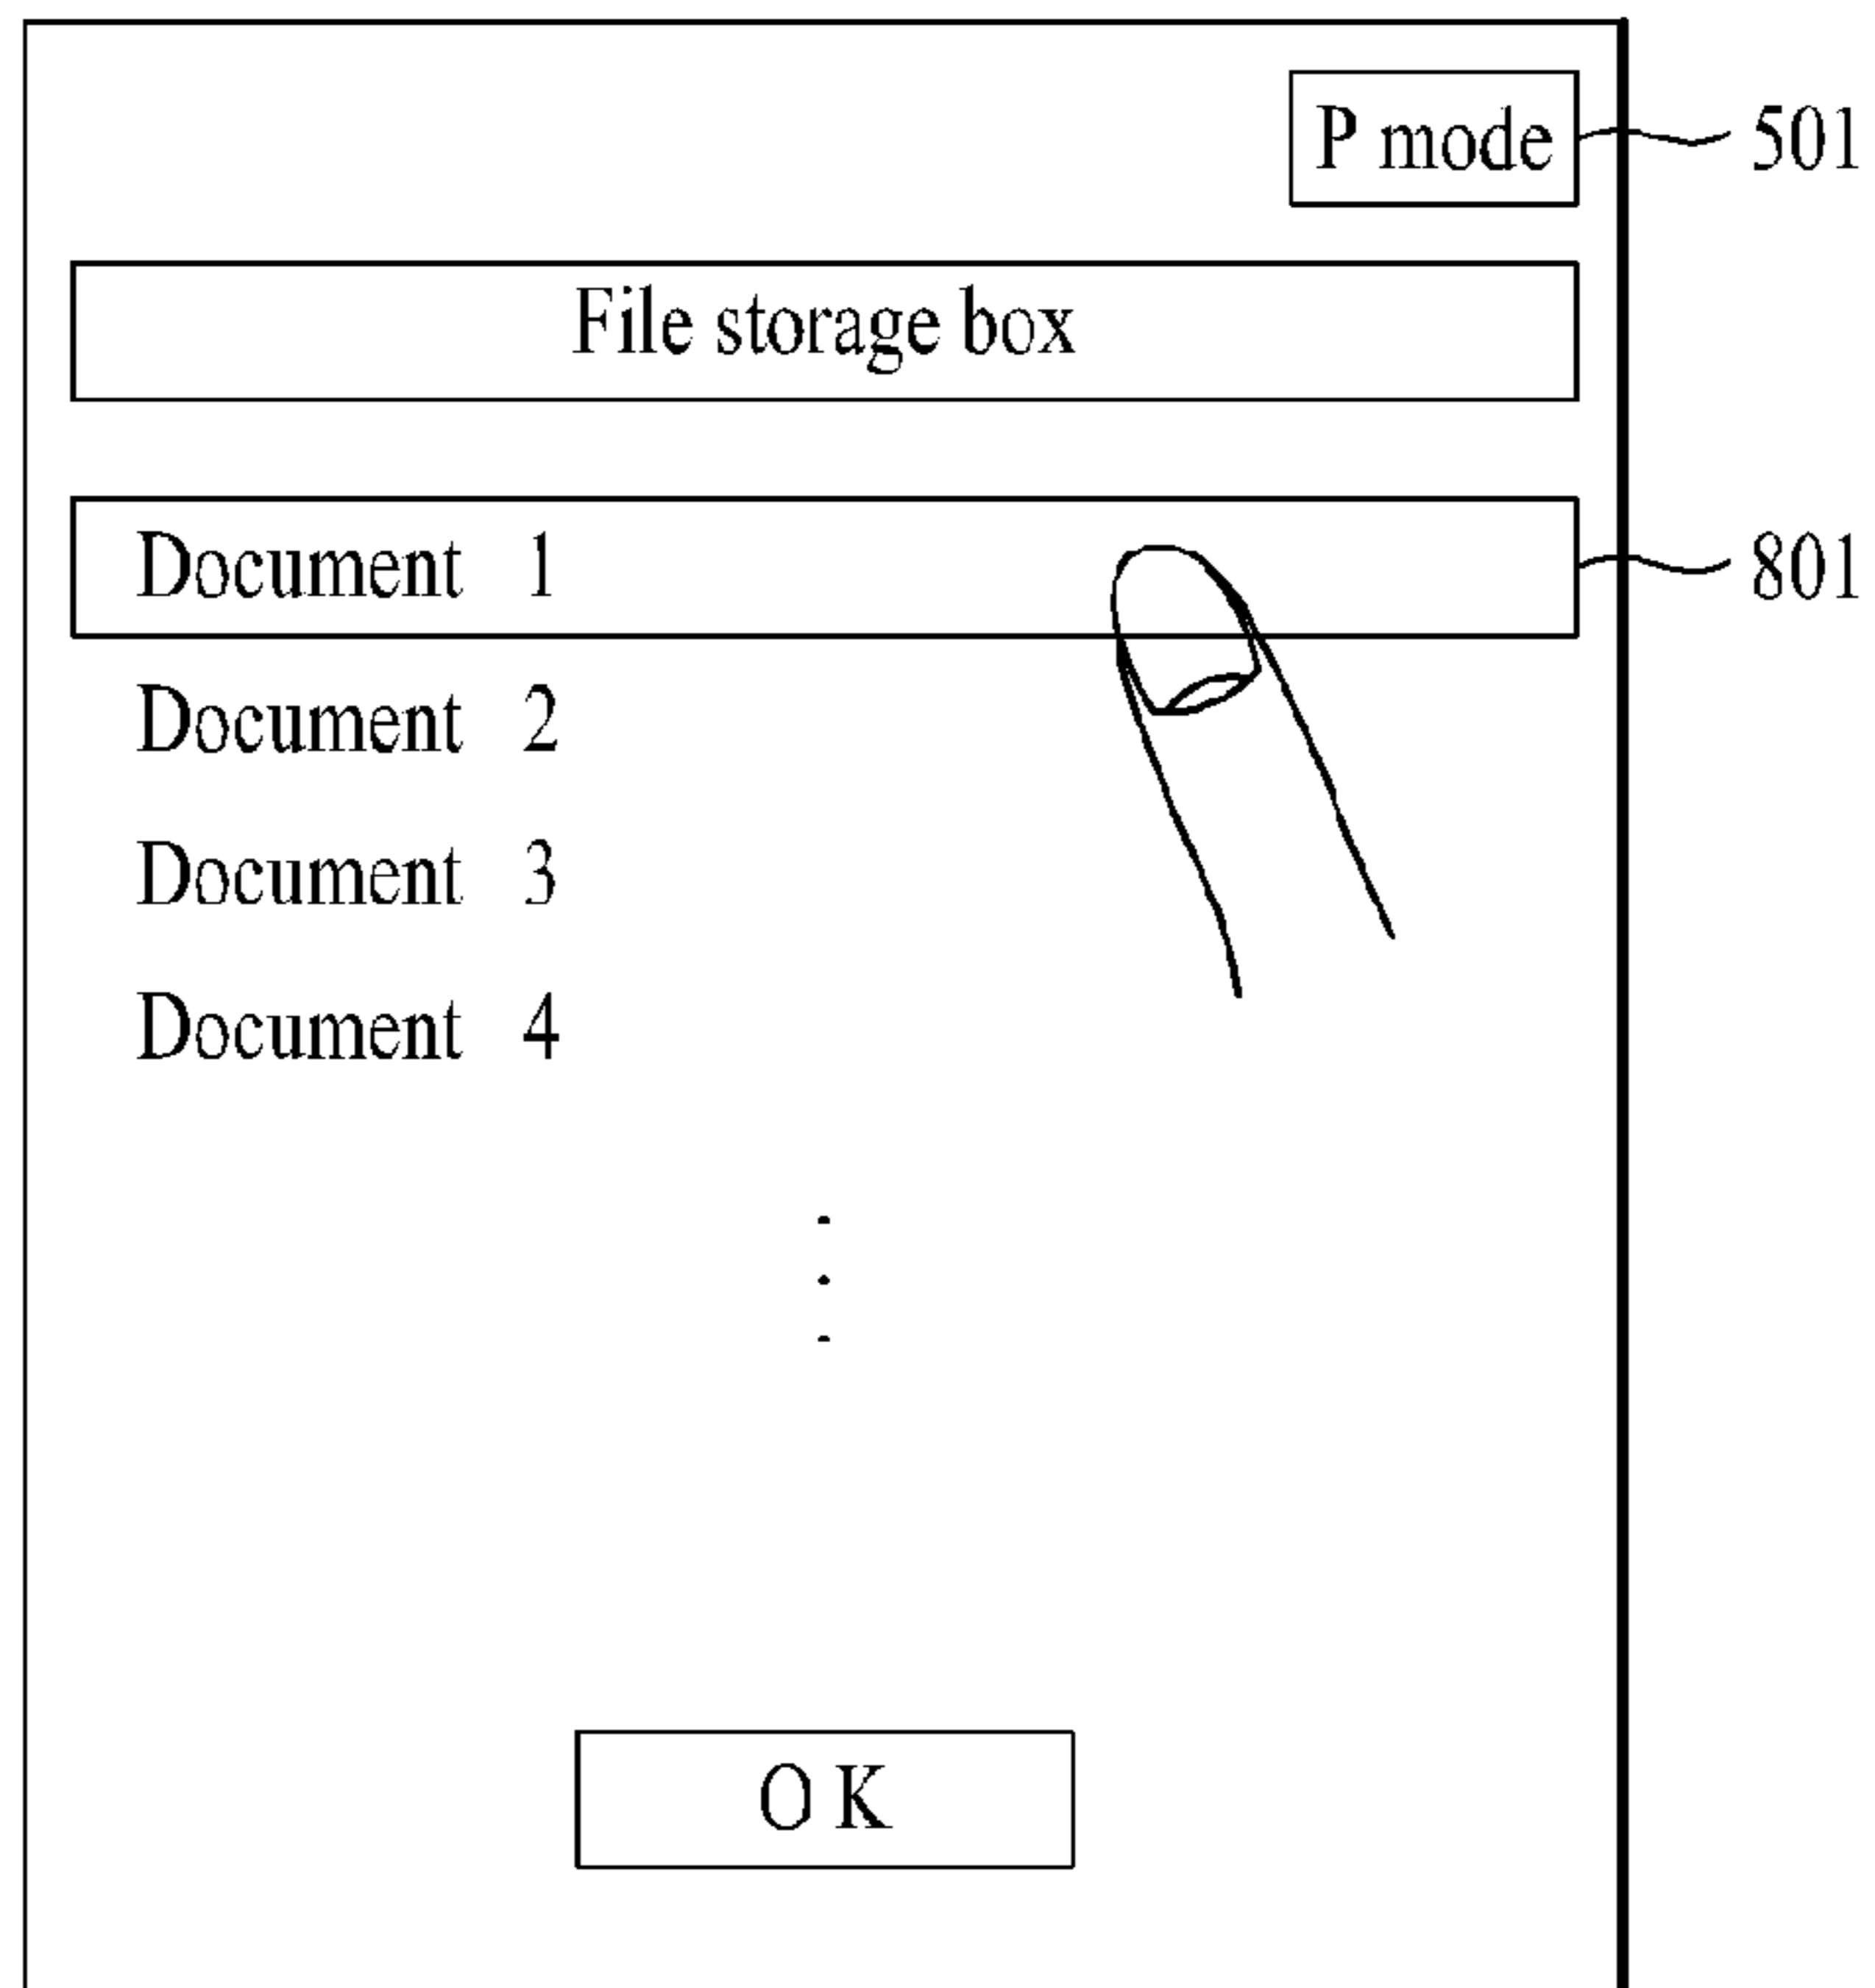 P mode 501
File storage box
Document 1 801
Document 2
Document 3
Document 4
OK